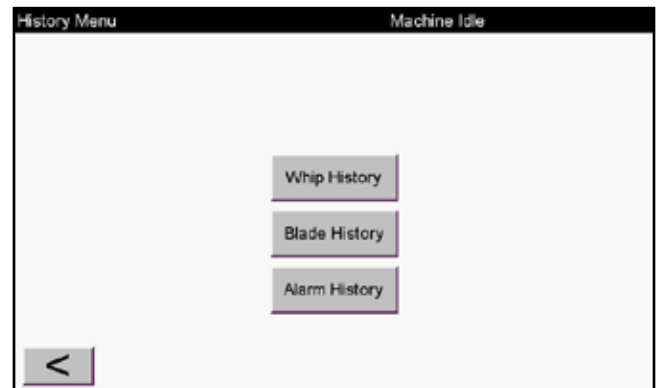 History Menu Machine Idle
Whip History
Blade History
Alarm History
<